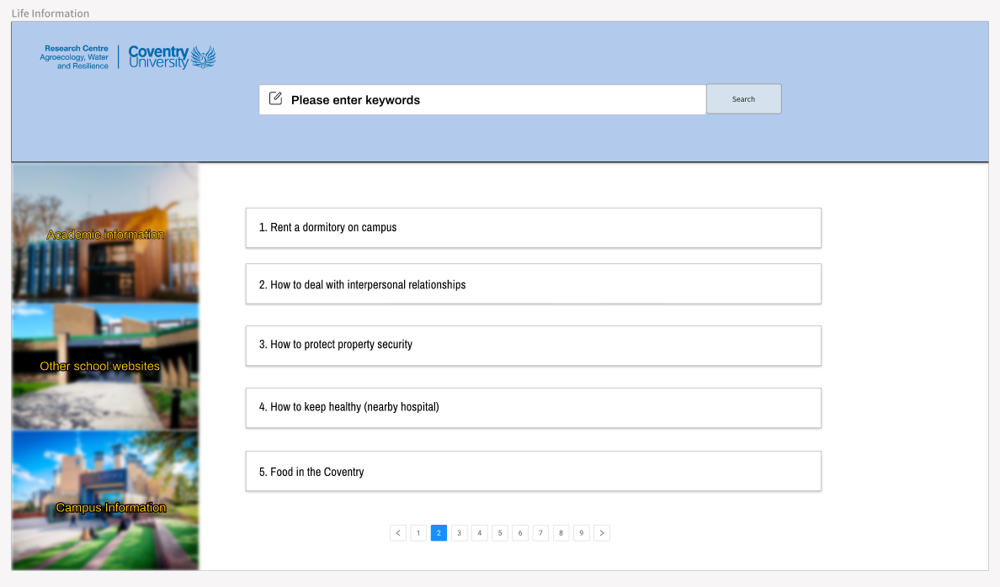 Life Information
Research Centre
Agroecology, Water
and Resilience
Coventry
University
Please enter keywords
Search
Academic information
Other school websites
Campus Information
1. Rent a dormitory on campus
2. How to deal with interpersonal relationships
3. How to protect property security
4. How to keep healthy (nearby hospital)
5. Food in the Coventry
< 1 2 3 4 5 6 7 8 9 >